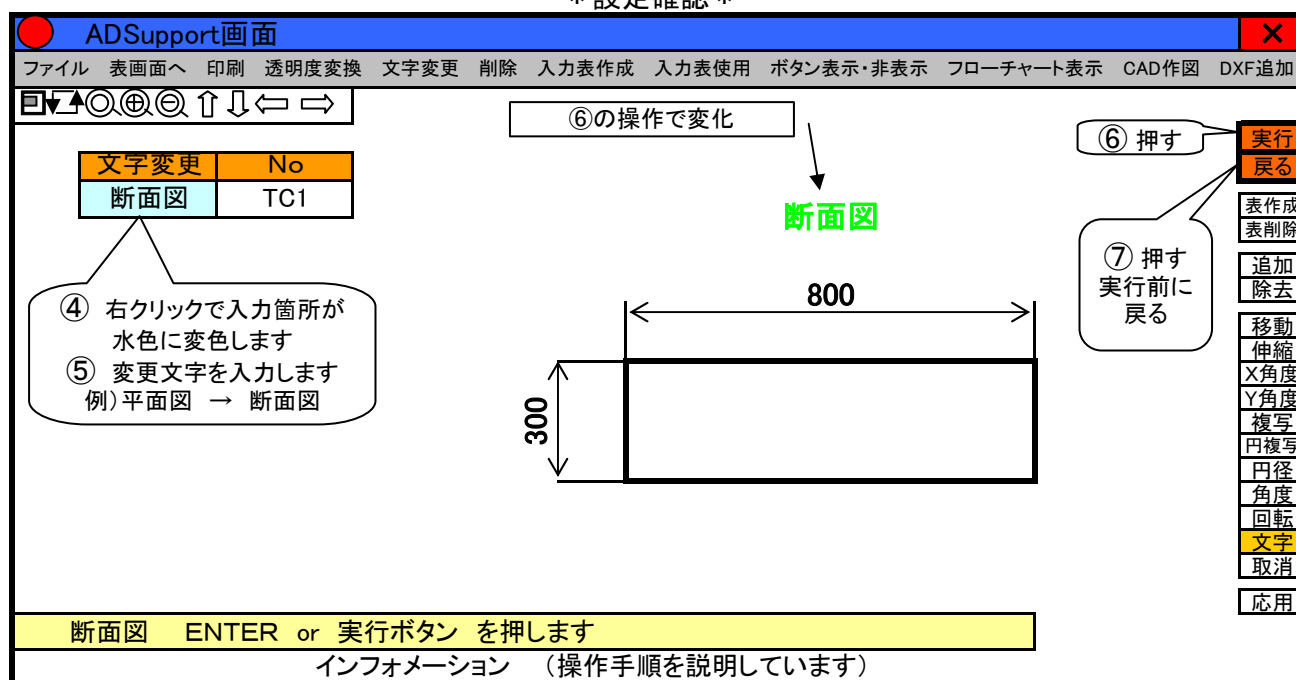 ＊設定確認＊
ADSupport画面
ファイル 表画面へ 印刷 透明度変換 文字変更 削除 入力表作成 入力表使用 ボタン表示・非表示 フローチャート表示 CAD作図 DXF追加
⑥の操作で変化
⑥ 押す
実行
戻る
文字変更 No
断面図 TC1
断面図
表作成
表削除
⑦ 押す
実行前に
戻る
追加
除去
④ 右クリックで入力箇所が
水色に変色します
⑤ 変更文字を入力します
例）平面図 → 断面図
800
300
移動
伸縮
X角度
Y角度
複写
円複写
円径
角度
回転
文字
取消
応用
断面図 ENTER or 実行ボタン を押します
インフォメーション （操作手順を説明しています）